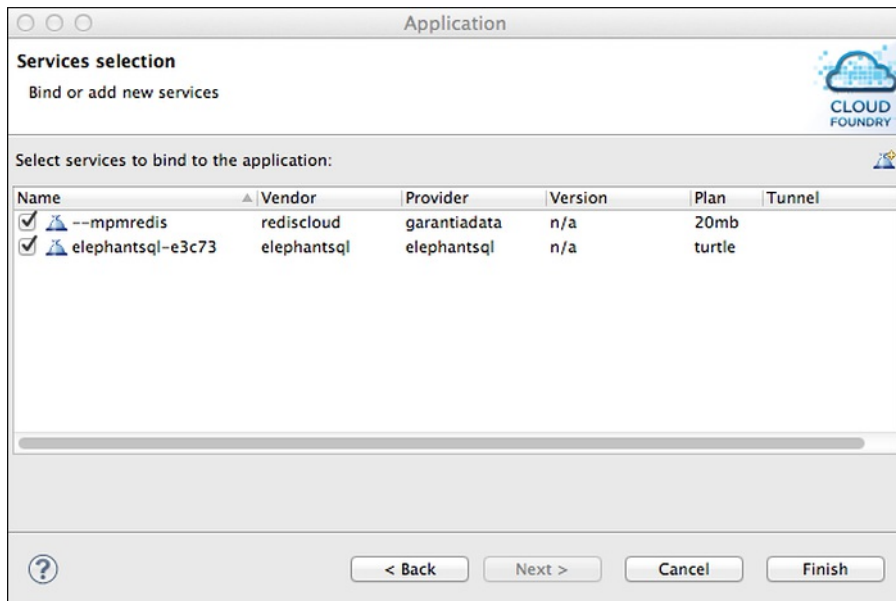 Application
Services selection
Bind or add new services
CLOUD
FOUNDRY
Select services to bind to the application:
Name Vendor Provider Version Plan Tunnel
--mpmredis rediscloud garantiadata n/a 20mb
elephantsql-e3c73 elephantsql elephantsql n/a turtle
? < Back Next > Cancel Finish